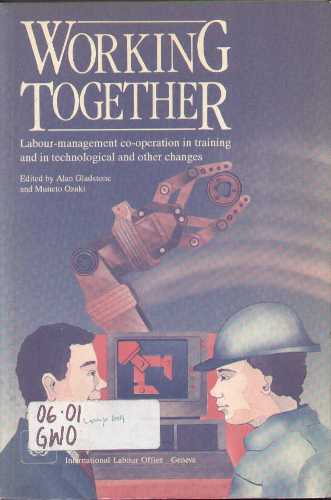 WORKING
TOGETHER
Labour-management co-operation in training
and in technological and other changes
Edited by Alan Gladstone
and Muneto Ozaki
06·01
GWO
International Labour Office Geneva